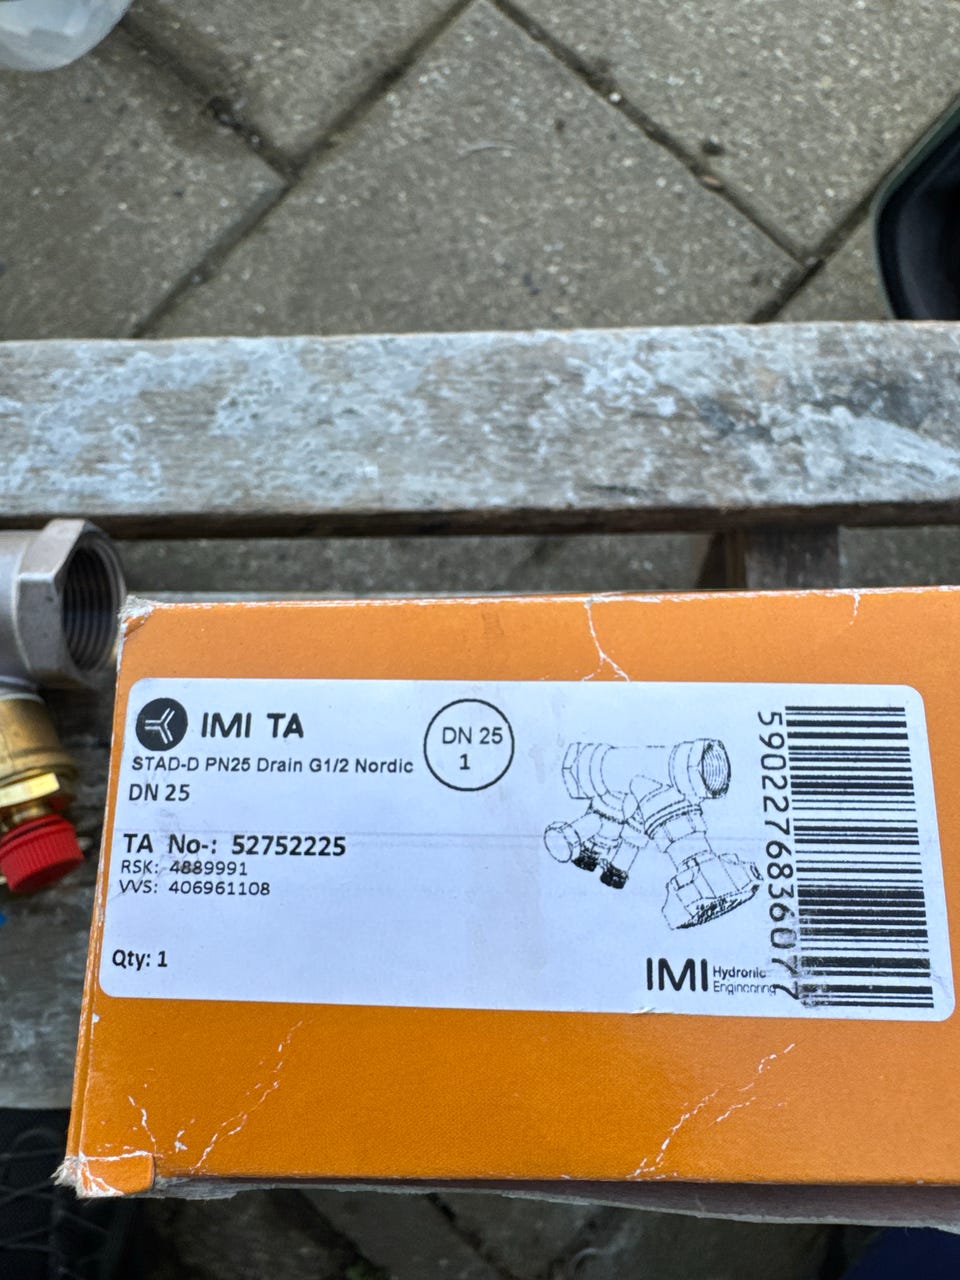 IMI TA
STAD-D PN25 Drain G1/2 Nordic
DN 25
DN 25
1
TA No-: 52752225
RSK: 4889991
VVS: 406961108
Qty: 1
IMI Hydronic
Engineering
5902276836077